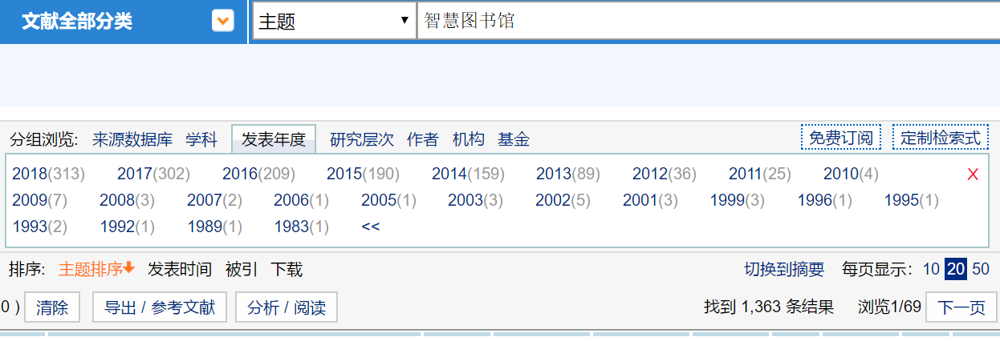 文献全部分类 主题 智慧图书馆
分组浏览: 来源数据库 学科 发表年度 研究层次 作者 机构 基金 免费订阅 定制检索式
2018(313) 2017(302) 2016(209) 2015(190) 2014(159) 2013(89) 2012(36) 2011(25) 2010(4) X
2009(7) 2008(3) 2007(2) 2006(1) 2005(1) 2003(3) 2002(5) 2001(3) 1999(3) 1996(1) 1995(1)
1993(2) 1992(1) 1989(1) 1983(1) <<
排序: 主题排序 发表时间 被引 下载 切换到摘要 每页显示: 10 20 50
0 ) 清除 导出 / 参考文献 分析 / 阅读 找到 1,363 条结果 浏览1/69 下一页